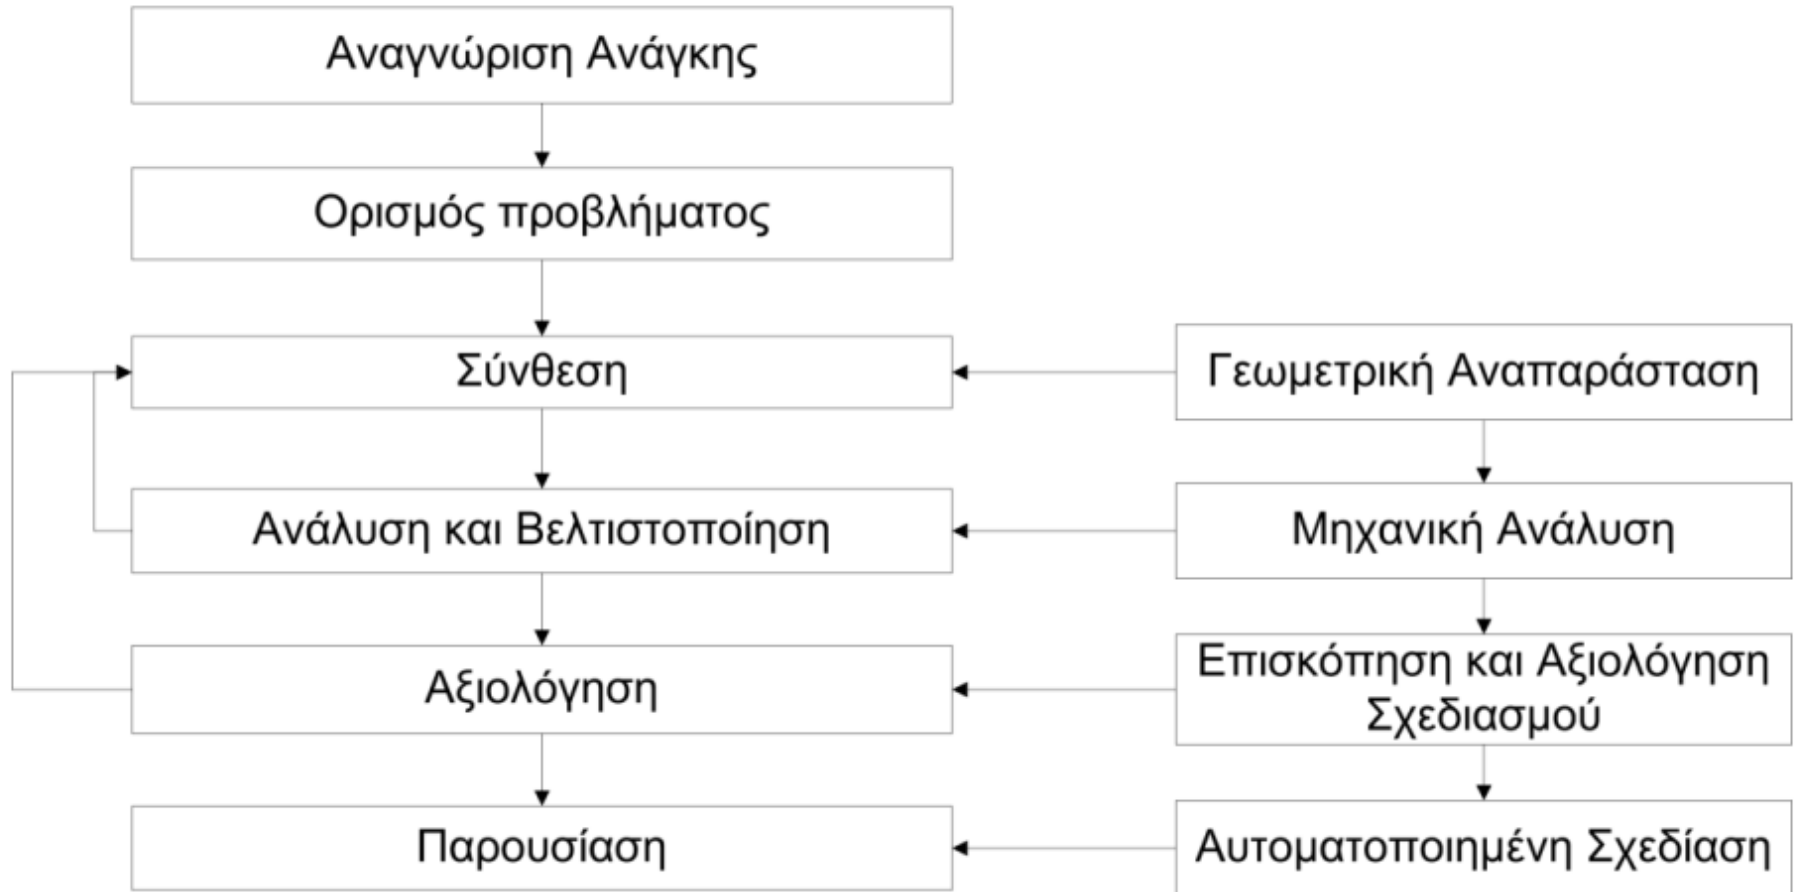 Αναγνώριση Ανάγκης
Ορισμός προβλήματος
Σύνθεση
Γεωμετρική Αναπαράσταση
Ανάλυση και Βελτιστοποίηση
Μηχανική Ανάλυση
Αξιολόγηση
Επισκόπηση και Αξιολόγηση
Σχεδιασμού
Παρουσίαση
Αυτοματοποιημένη Σχεδίαση